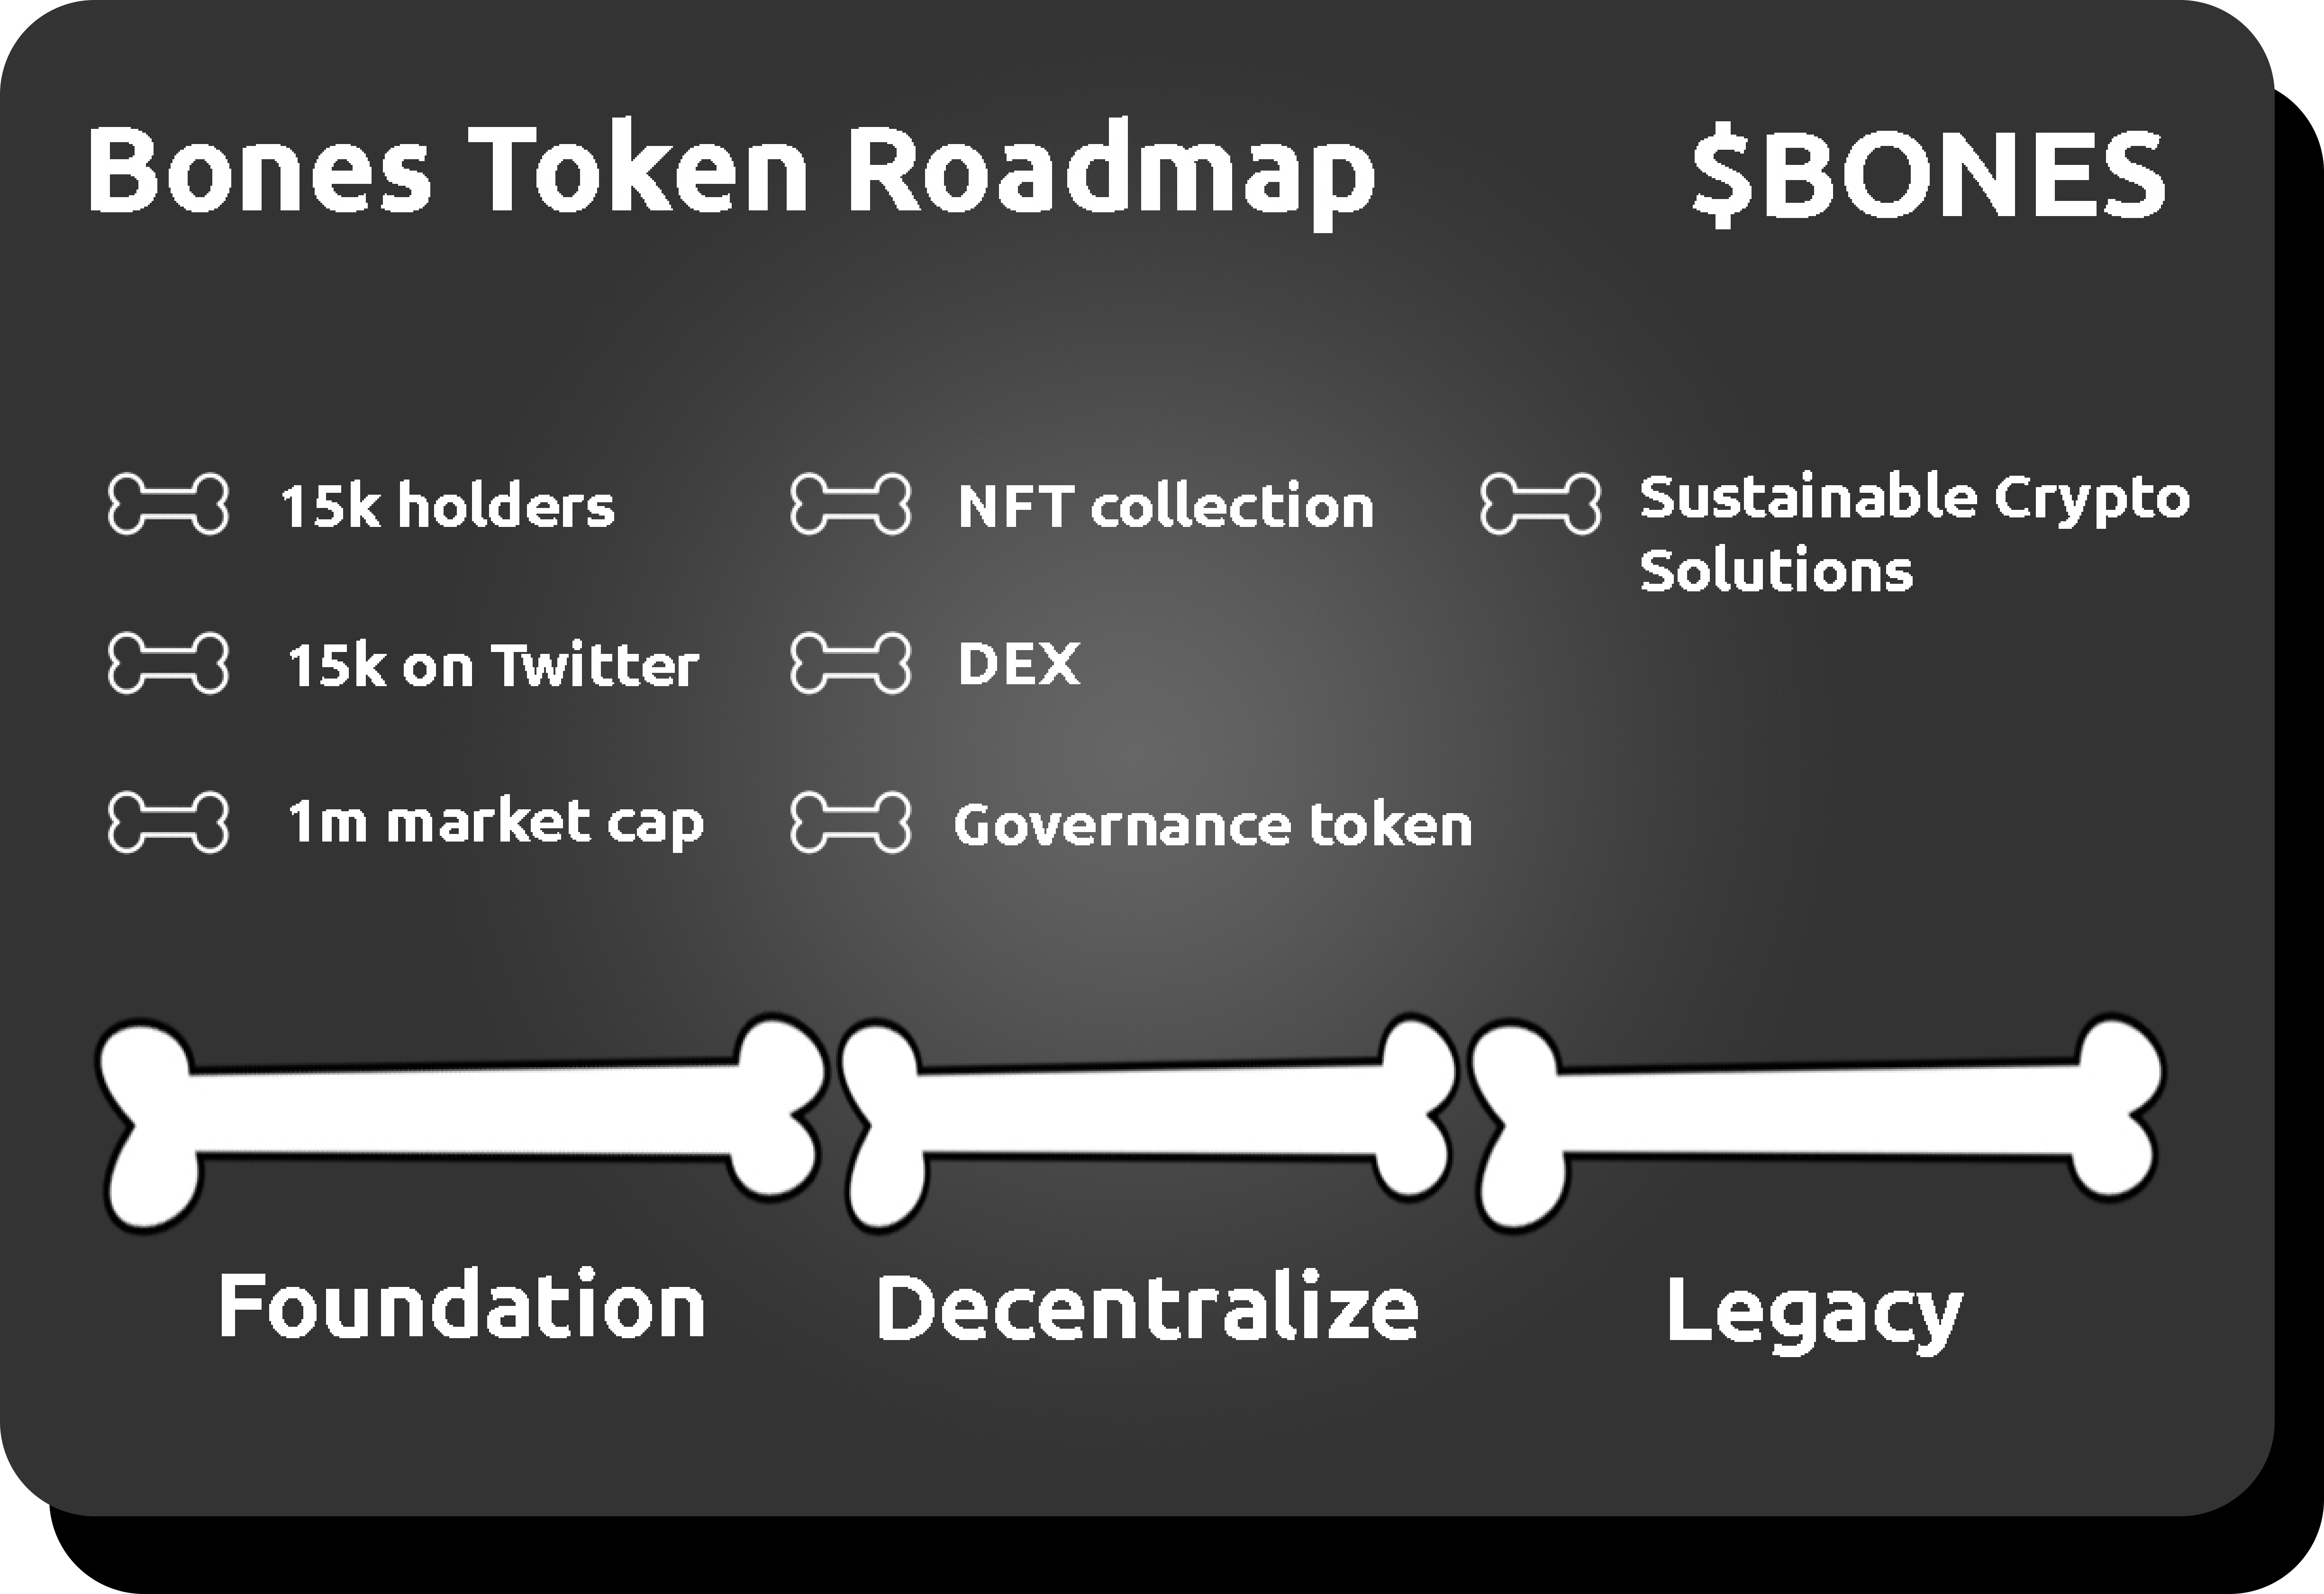 Bones Token Roadmap
$BONES
15k holders
15k on Twitter
1m market cap
NFT collection
DEX
Governance token
Sustainable Crypto
Solutions
Foundation
Decentralize
Legacy